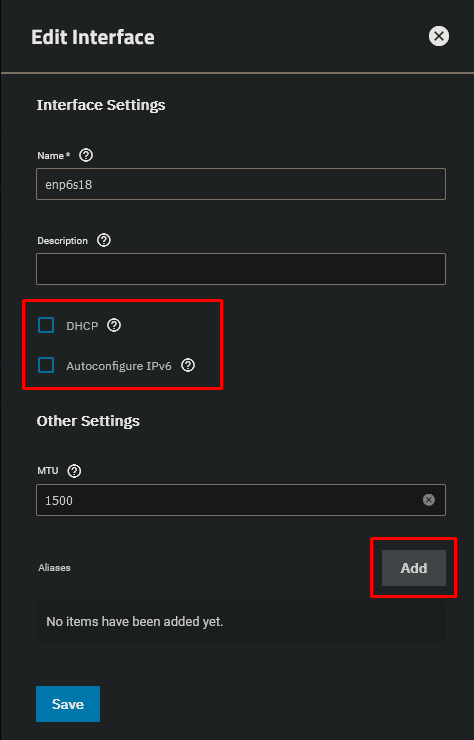 Edit Interface
Interface Settings
Name *
enp6s18
Description
DHCP
Autoconfigure IPv6
Other Settings
MTU
1500
Aliases
Add
No items have been added yet.
Save